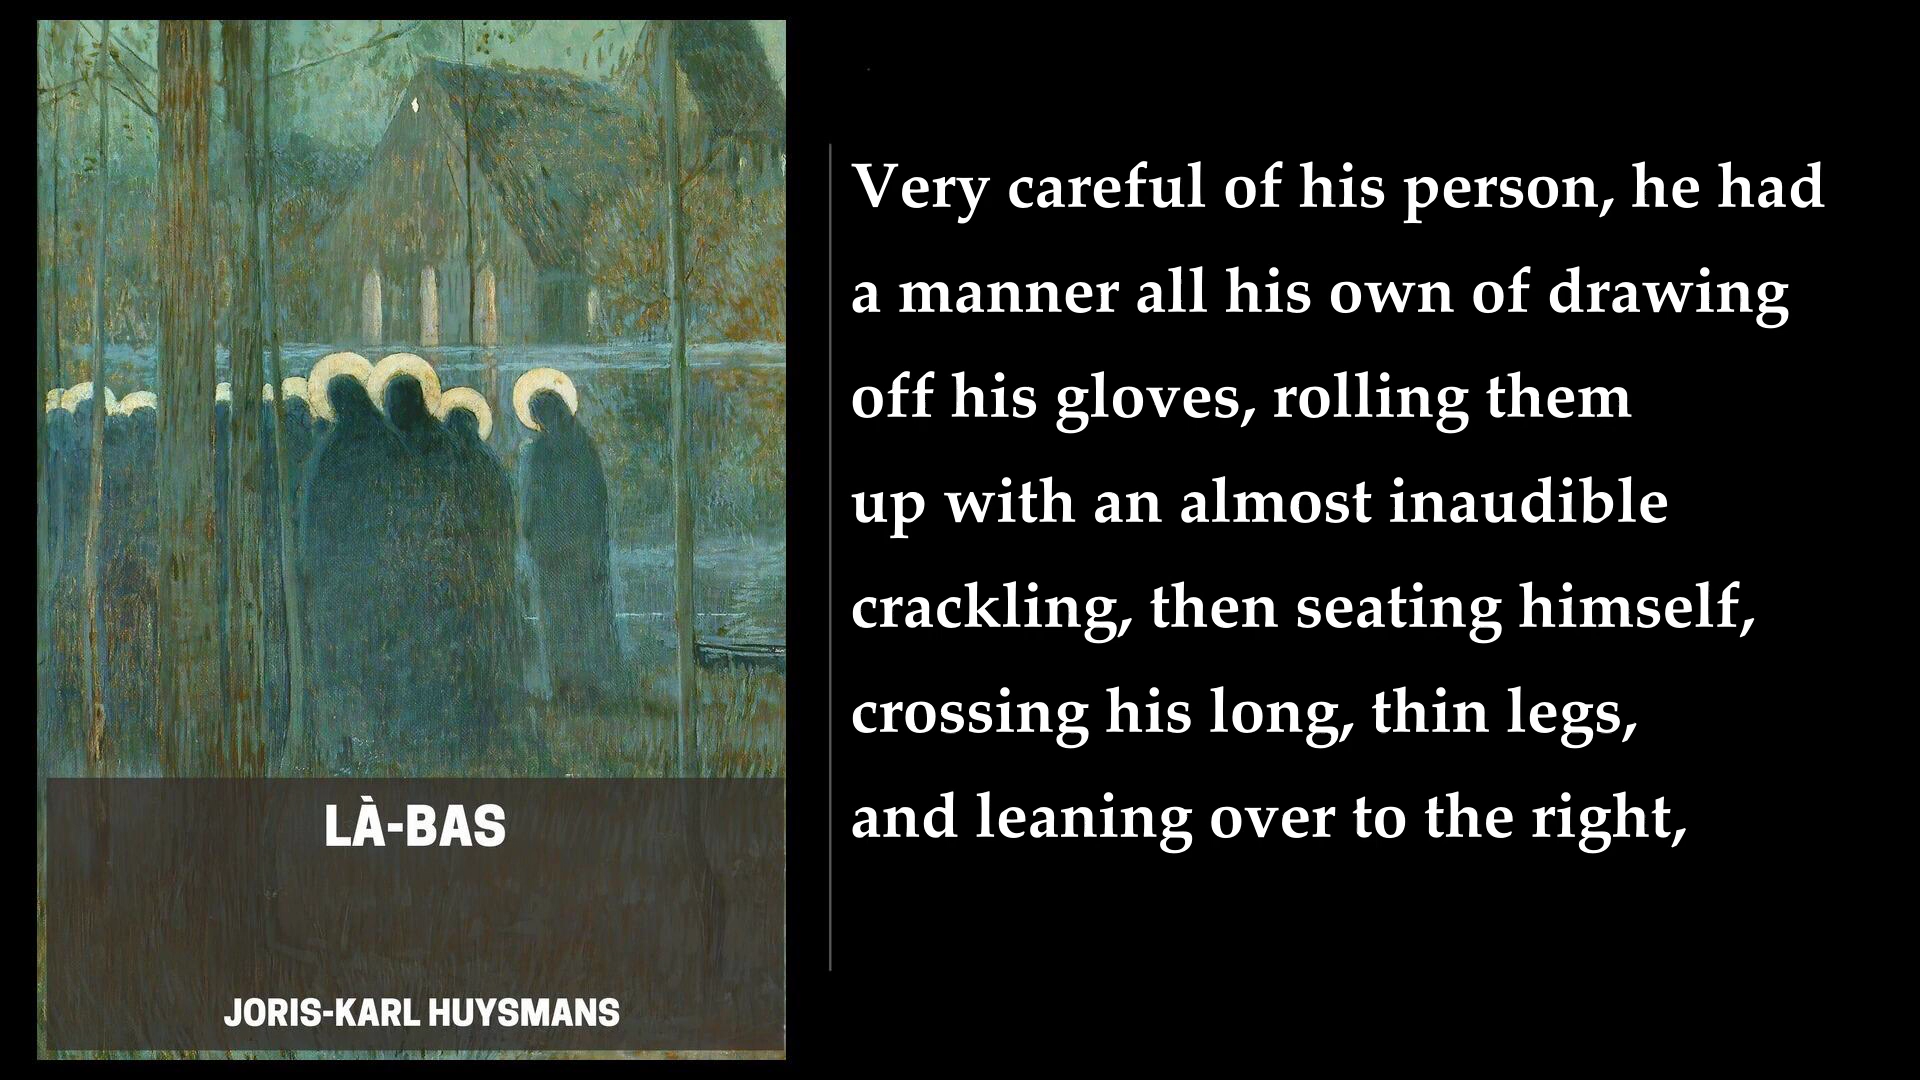 LÀ-BAS
JORIS-KARL HUYSMANS
Very careful of his person, he had
a manner all his own of drawing
off his gloves, rolling them
up with an almost inaudible
crackling, then seating himself,
crossing his long, thin legs,
and leaning over to the right,